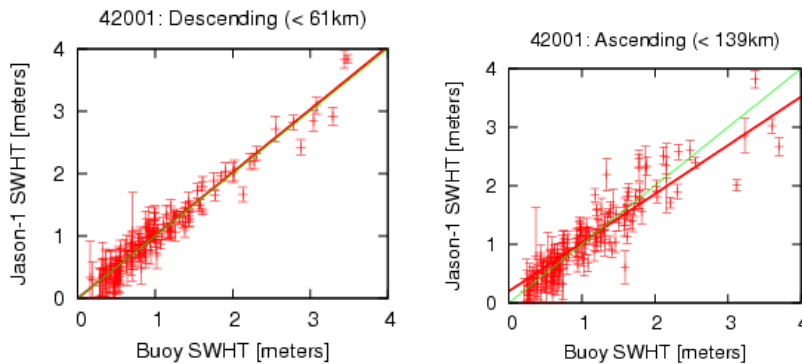 42001: Descending (< 61km)
4
3
2
1
0
0 1 2 3 4
Jason-1 SWHT [meters]
Buoy SWHT [meters]
42001: Ascending (< 139km)
4
3
2
1
0
0 1 2 3 4
Jason-1 SWHT [meters]
Buoy SWHT [meters]